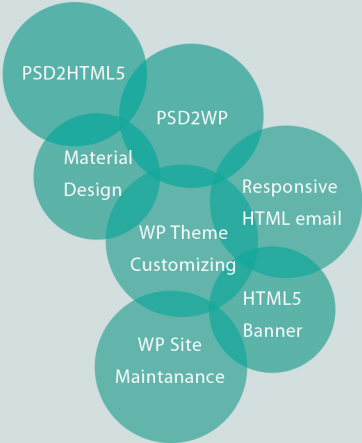 PSD2HTML5
PSD2WP
Material
Design
Responsive
HTML email
WP Theme
Customizing
HTML5
Banner
WP Site
Maintanance